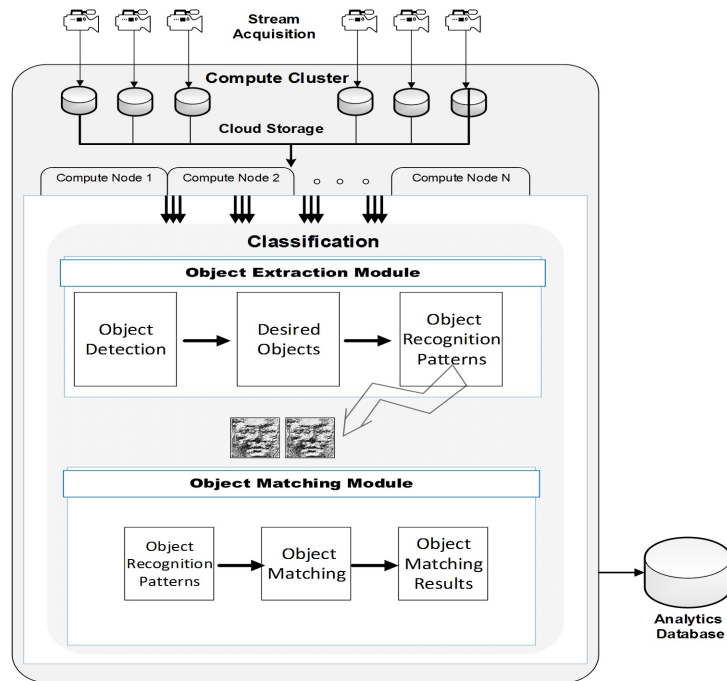 Stream
Acquisition
Compute Cluster
Cloud Storage
Compute Node 1
Compute Node 2
Compute Node N
Classification
Object Extraction Module
Object
Detection
Desired
Objects
Object
Recognition
Patterns
Object Matching Module
Object
Recognition
Patterns
Object
Matching
Object
Matching
Results
Analytics
Database